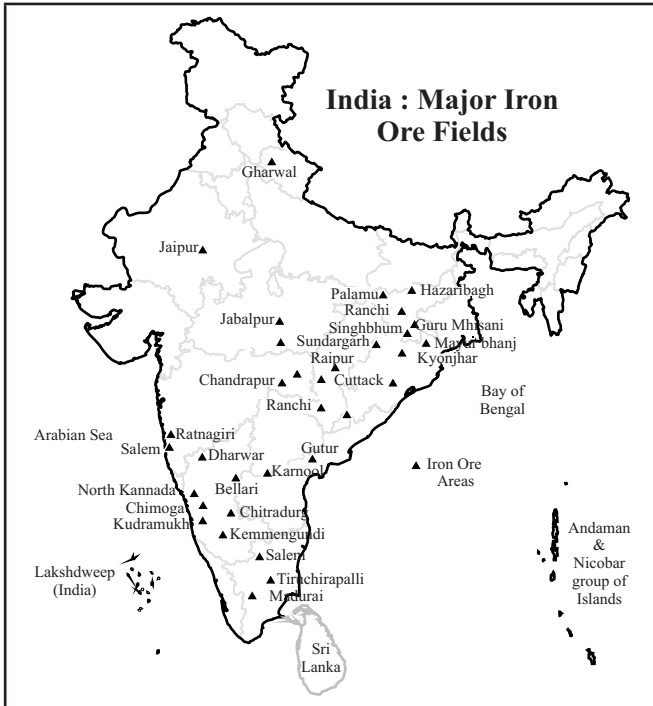 India : Major Iron
Ore Fields
Gharwal
Jaipur
Hazaribagh
Palamu
Ranchi
Jabalpur
Guru Mhisani
Singhbhum
Sundargarh
Mayur bhanj
Raipur
Kyonjhar
Chandrapur
Cuttack
Bay of
Bengal
Ranchi
Arabian Sea
Ratnagiri
Salem
Dharwar
Gutur
Karnool
Iron Ore
Areas
Bellari
North Kannada
Chimoga
Chitradurg
Kudramukh
Kemmengundi
Andaman
&
Nicobar
group of
Islands
Salem
Lakshdweep
(India)
Tiruchirapalli
Madurai
Sri
Lanka